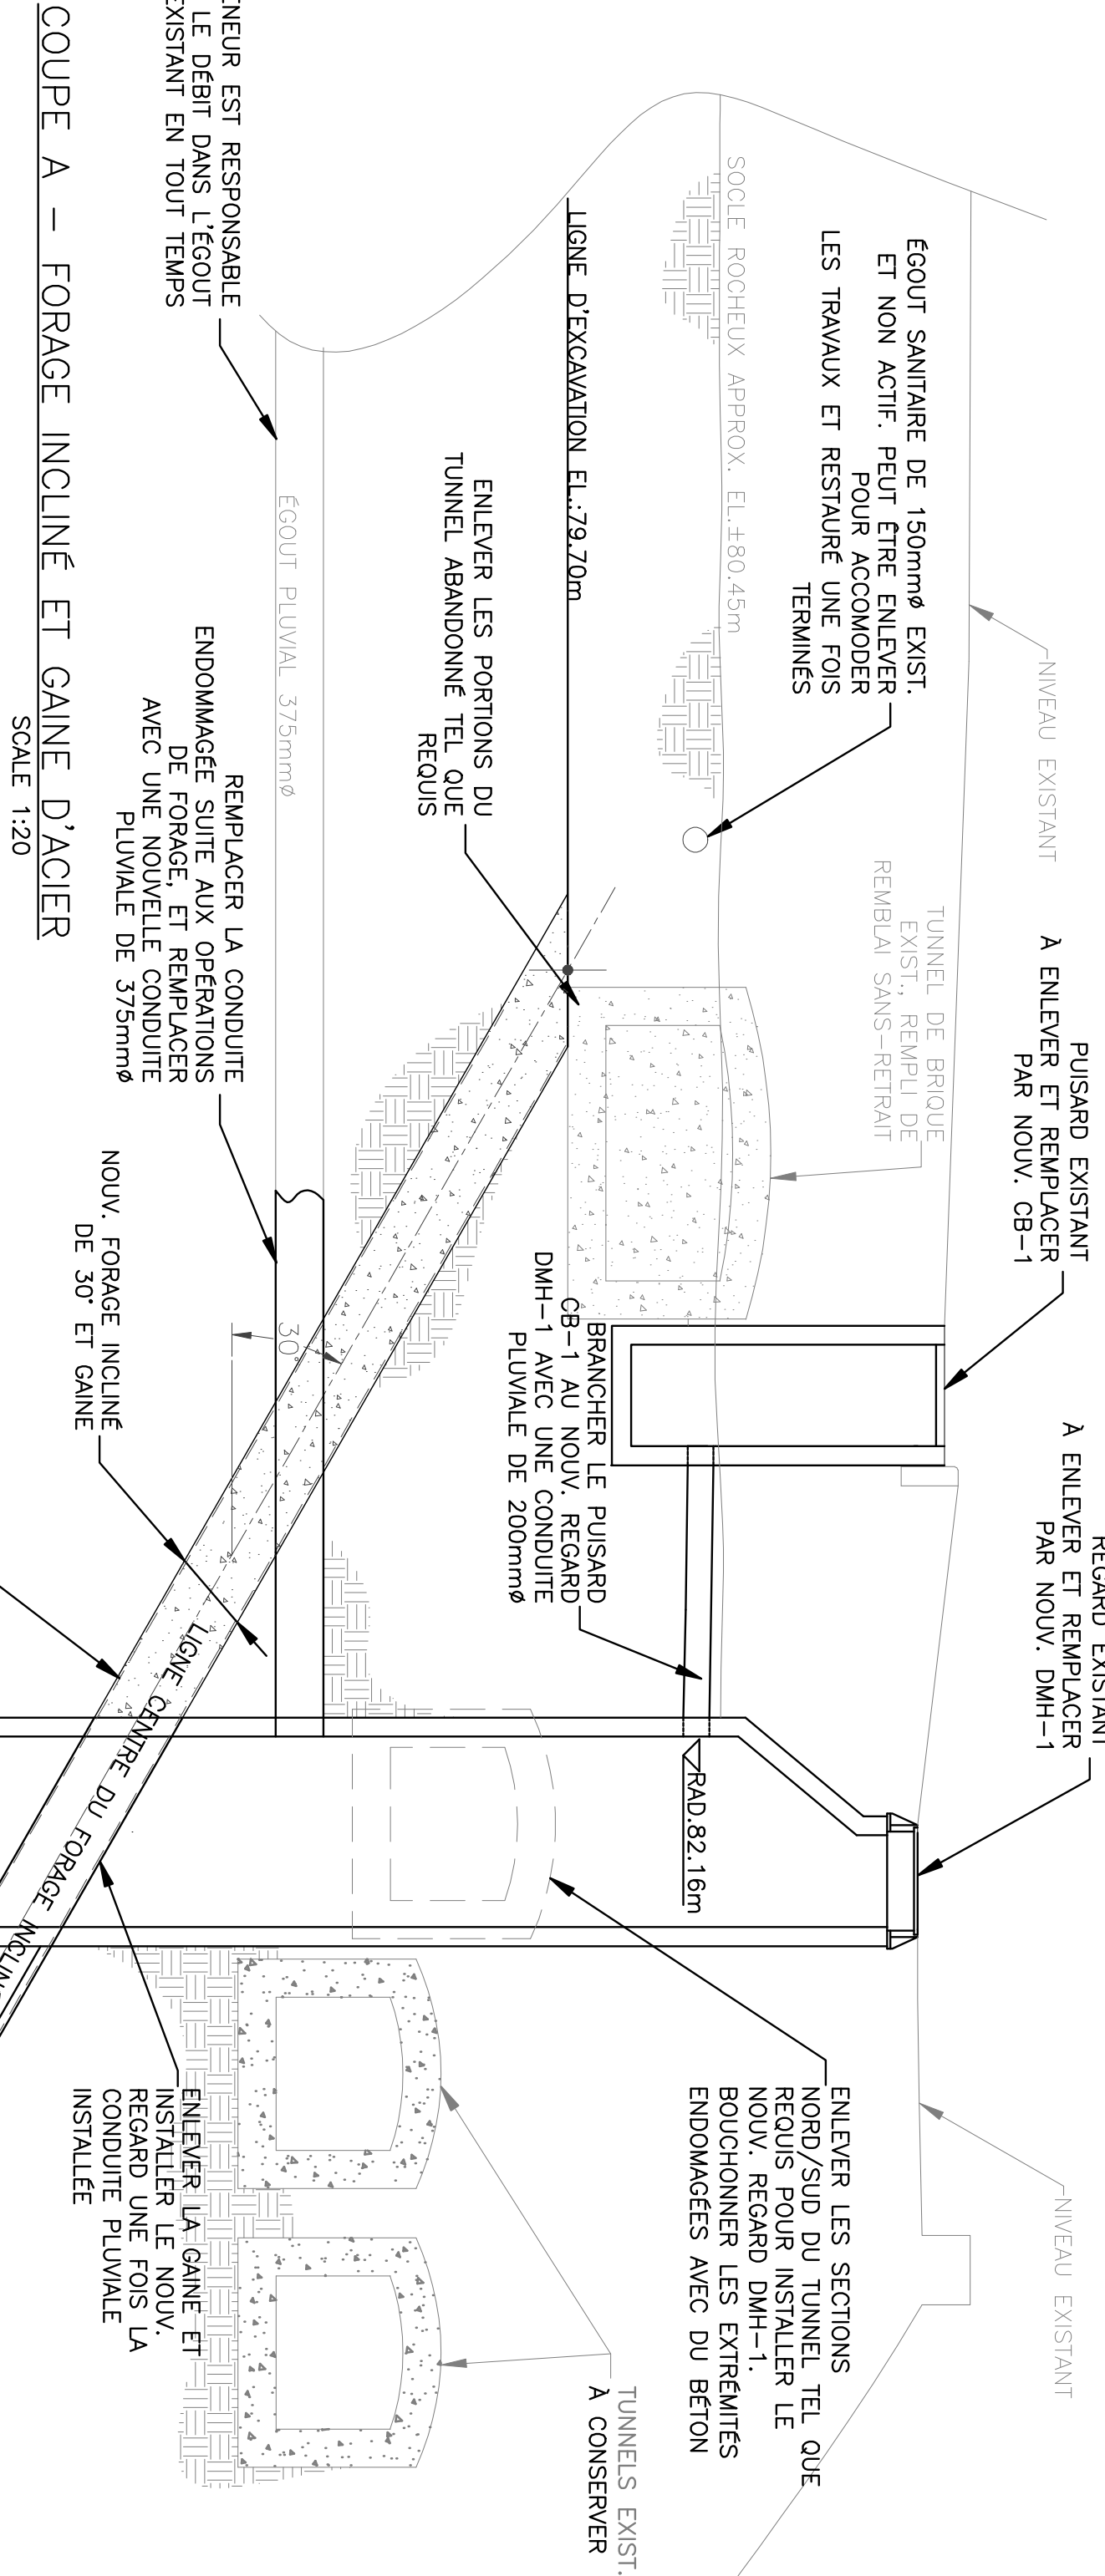 NIVEAU EXISTANT
PUISARD EXISTANT
À ENLEVER ET REMPLACER
PAR NOUV. CB-1
REGARD EXISTANT
À ENLEVER ET REMPLACER
PAR NOUV. DMH-1
NIVEAU EXISTANT
ÉGOUT SANITAIRE DE 150mmø EXIST.
ET NON ACTIF. PEUT ÊTRE ENLEVER
POUR ACCOMODER
LES TRAVAUX ET RESTAURÉ UNE FOIS
TERMINÉS
TUNNEL DE BRIQUE
EXIST., REMPLI DE
REMBLAI SANS-RETRAIT
SOCLE ROCHEUX APPROX. EL.±80.45m
RAD.82.16m
ENLEVER LES SECTIONS
NORD/SUD DU TUNNEL TEL QUE
REQUIS POUR INSTALLER LE
NOUV. REGARD DMH-1.
BOUCHONNER LES EXTRÉMITÉS
ENDOMAGÉES AVEC DU BÉTON
TUNNELS EXIST.
À CONSERVER
LIGNE D'EXCAVATION EL.:79.70m
BRANCHER LE PUISARD
CB-1 AU NOUV. REGARD
DMH-1 AVEC UNE CONDUITE
PLUVIALE DE 200mmø
ENLEVER LES PORTIONS DU
TUNNEL ABANDONNÉ TEL QUE
REQUIS
ÉGOUT PLUVIAL 375mmø
30°
ENEUR EST RESPONSABLE
LE DÉBIT DANS L'ÉGOUT
EXISTANT EN TOUT TEMPS
REMPLACER LA CONDUITE
ENDOMMAGÉE SUITE AUX OPÉRATIONS
DE FORAGE, ET REMPLACER
AVEC UNE NOUVELLE CONDUITE
PLUVIALE DE 375mmø
NOUV. FORAGE INCLINÉ
DE 30° ET GAINE
LIGNE CENTRE DU FORAGE INCLINÉ
ENLEVER LA GAINE ET
INSTALLER LE NOUV.
REGARD UNE FOIS LA
CONDUITE PLUVIALE
INSTALLÉE
COUPE A - FORAGE INCLINÉ ET GAINE D'ACIER
SCALE 1:20